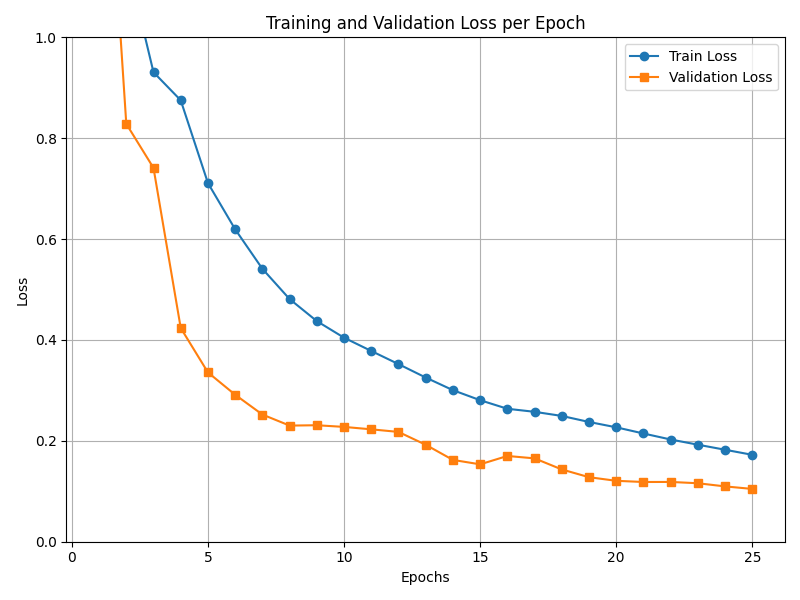 Training and Validation Loss per Epoch
1.0
Train Loss
Validation Loss
0.8
0.6
Loss
0.4
0.2
0.0
0 5 10 15 20 25
Epochs